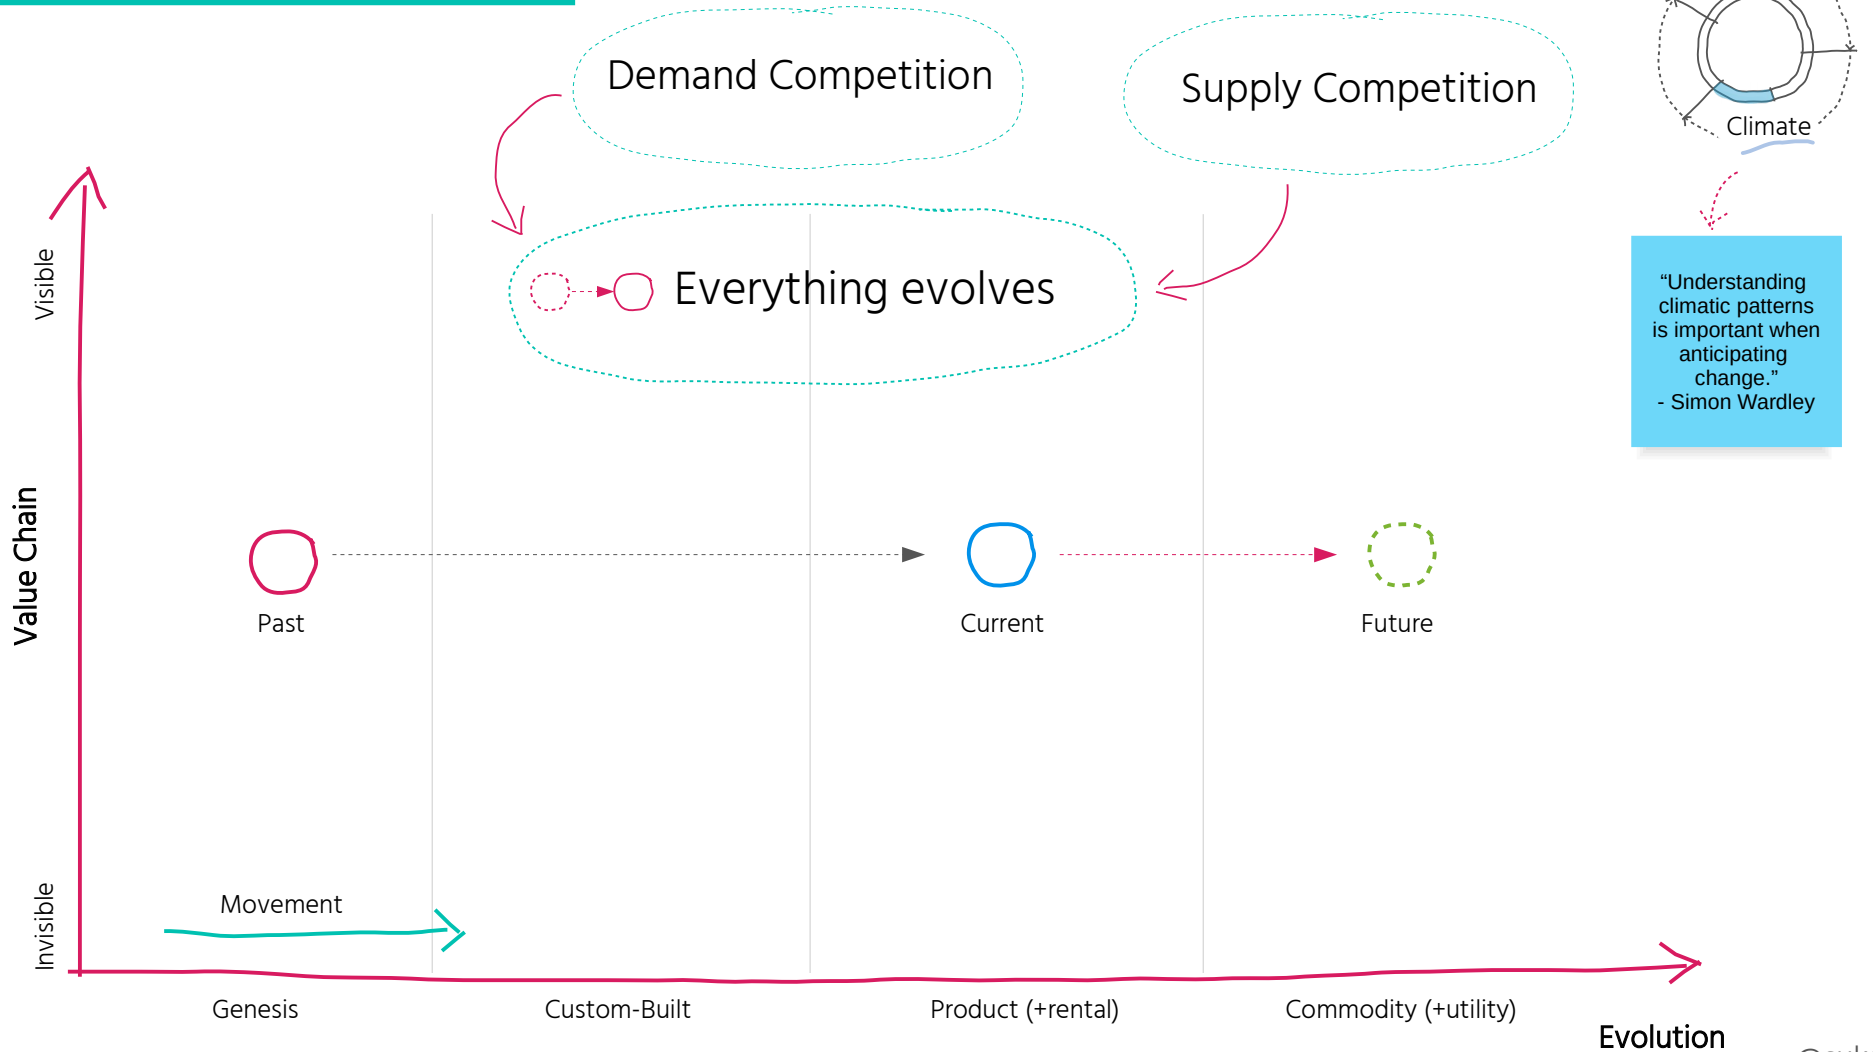 Demand Competition
Supply Competition
Climate
Everything evolves
“Understanding
climatic patterns
is important when
anticipating
change.”
- Simon Wardley
Visible
Value Chain
Invisible
Past
Current
Future
Movement
Genesis
Custom-Built
Product (+rental)
Commodity (+utility)
Evolution